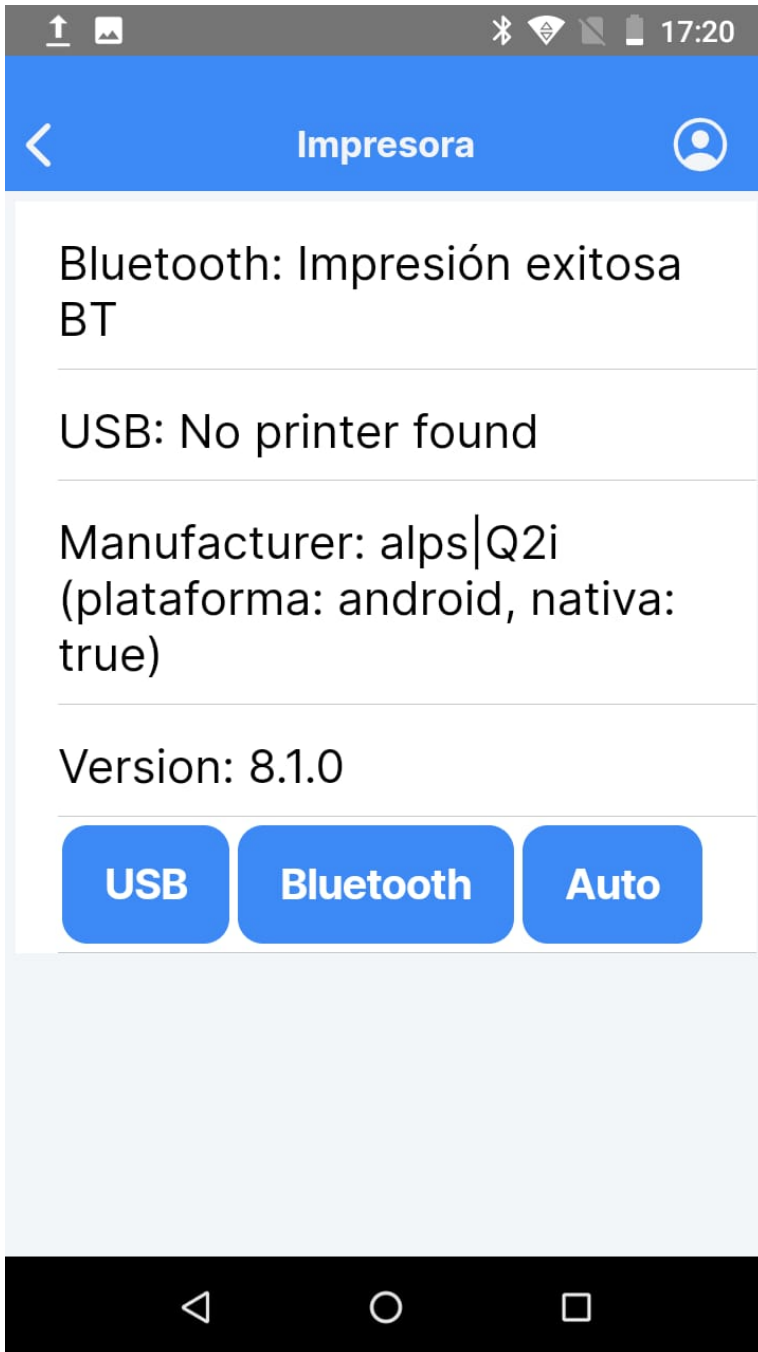 17:20
Impresora
Bluetooth: Impresión exitosa
BT
USB: No printer found
Manufacturer: alps|Q2i
(plataforma: android, nativa:
true)
Version: 8.1.0
USB Bluetooth Auto